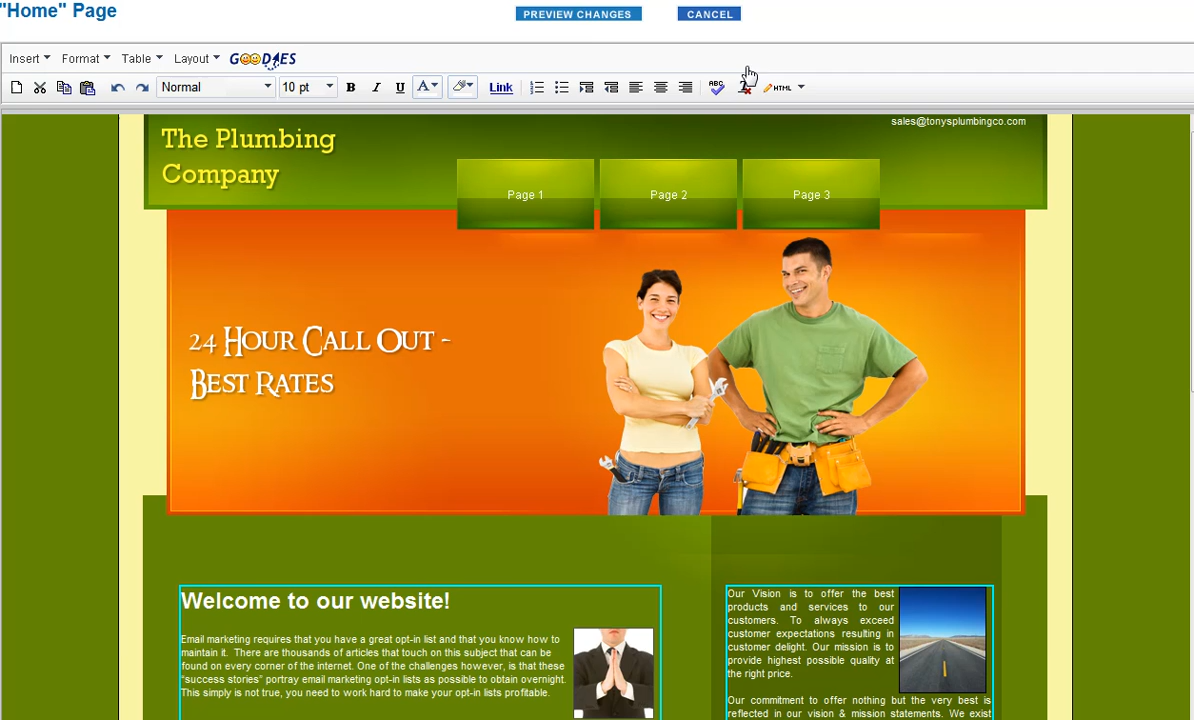 "Home" Page
PREVIEW CHANGES
CANCEL
Insert
Format
Table
Layout
GOODIES
Normal
10 pt
B
I
U
A
Link
ABC
HTML
sales@tonysplumbingco.com
The Plumbing
Company
Page 1
Page 2
Page 3
24 Hour Call Out -
Best Rates
Welcome to our website!
Email marketing requires that you have a great opt-in list and that you know how to
maintain it. There are thousands of articles that touch on this subject that can be
found on every corner of the internet. One of the challenges however, is that these
"success stories" portray email marketing opt-in lists as possible to obtain overnight.
This simply is not true, you need to work hard to make your opt-in lists profitable.
Our Vision is to offer the best
products and services to our
customers. To always exceed
customer expectations resulting in
customer delight. Our mission is to
provide highest possible quality at
the right price.
Our commitment to offer nothing but the very best is
reflected in our vision & mission statements. We exist